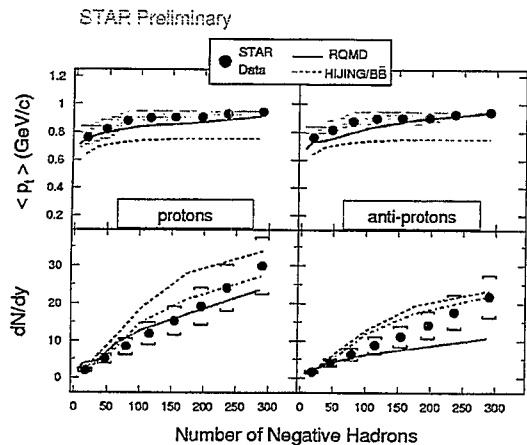 STAR Preliminary
STAR Data
RQMD
HIJING/BB̄
< pt > (GeV/c)
1.2
1
0.8
0.6
0.4
0.2
protons
anti-protons
dN/dy
30
20
10
0
0 50 100 150 200 250 300
0 50 100 150 200 250 300
Number of Negative Hadrons